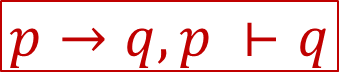 p → q, p ⊢ q